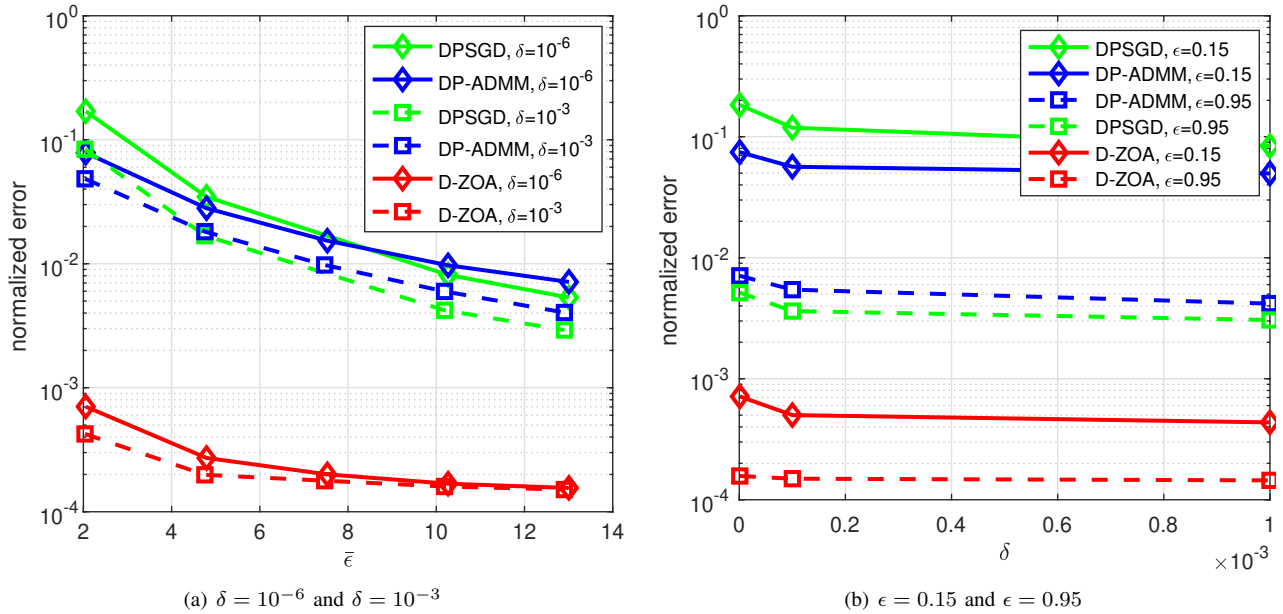 10^0
10^-1
10^-2
10^-3
10^-4
normalized error
2 4 6 8 10 12 14
ϵ̄
DPSGD, δ=10^-6
DP-ADMM, δ=10^-6
DPSGD, δ=10^-3
DP-ADMM, δ=10^-3
D-ZOA, δ=10^-6
D-ZOA, δ=10^-3
(a) δ = 10^-6 and δ = 10^-3
10^0
10^-1
10^-2
10^-3
10^-4
normalized error
0 0.2 0.4 0.6 0.8 1
×10^-3
δ
DPSGD, ϵ=0.15
DP-ADMM, ϵ=0.15
DP-ADMM, ϵ=0.95
DPSGD, ϵ=0.95
D-ZOA, ϵ=0.15
D-ZOA, ϵ=0.95
(b) ϵ = 0.15 and ϵ = 0.95